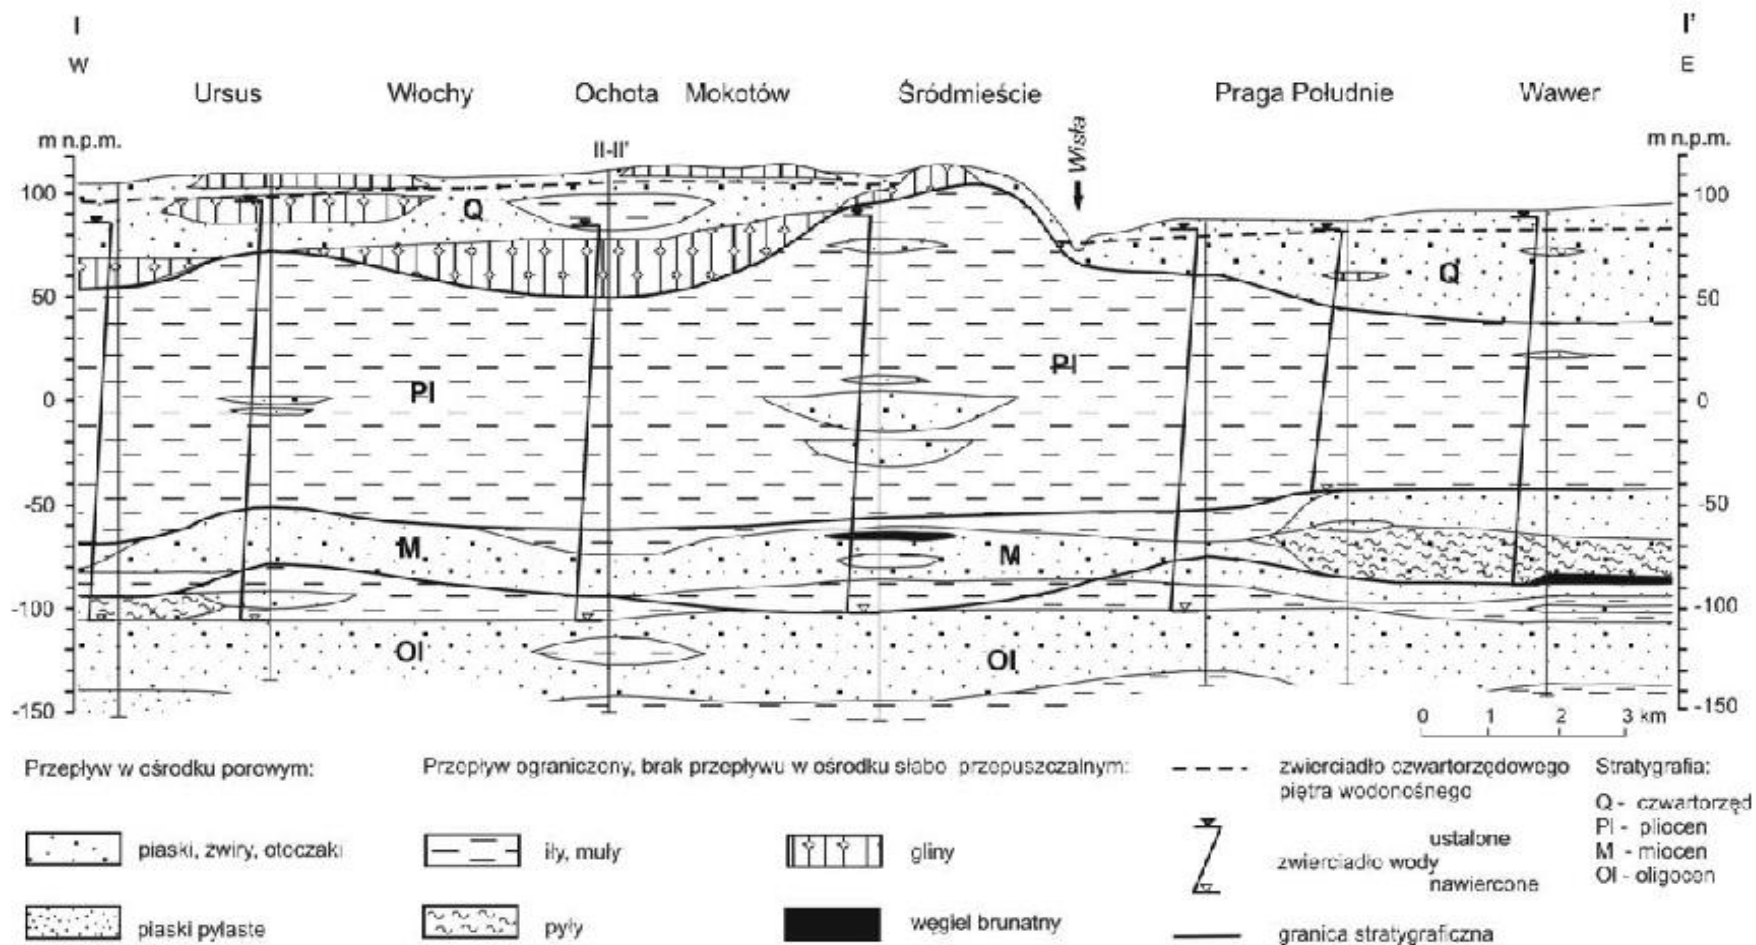 I I'
W E
Ursus Włochy Ochota Mokotów Śródmieście Praga Południe Wawer
Wisła
m n.p.m. m n.p.m.
II-II'
100 100
Q
Q
50 50
Pl
Pl
0 0
-50 -50
M
M
-100 -100
Ol
Ol
-150 -150
0 1 2 3 km
Przepływ w ośrodku porowym:
piaski, żwiry, otoczaki
piaski pylaste
Przepływ ograniczony, brak przepływu w ośrodku słabo przepuszczalnym:
iły, muły
pyły
gliny
węgiel brunatny
zwierciadło czwartorzędowego
piętra wodonośnego
ustalone
zwierciadło wody
nawiercone
granica stratygraficzna
Stratygrafia:
Q - czwartorzęd
Pl - pliocen
M - miocen
Ol - oligocen